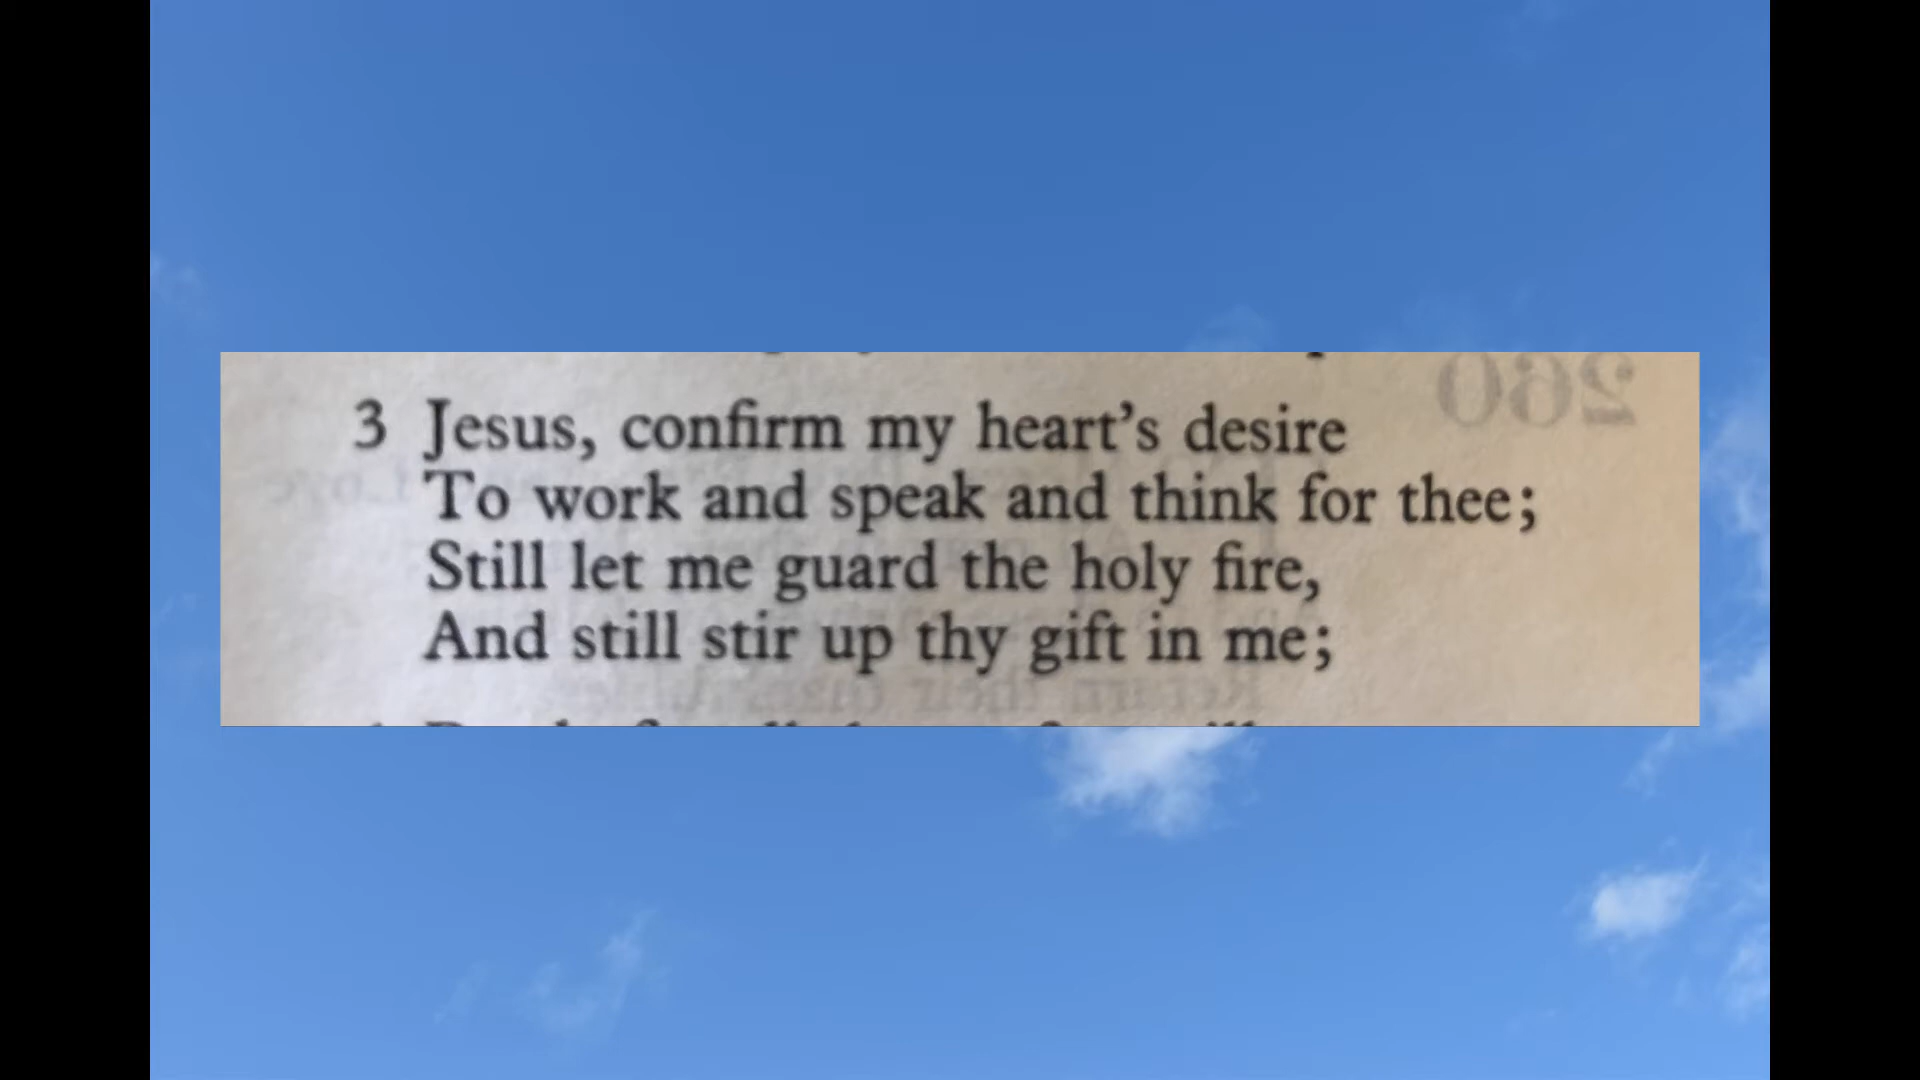 3 Jesus, confirm my heart's desire
To work and speak and think for thee;
Still let me guard the holy fire,
And still stir up thy gift in me;